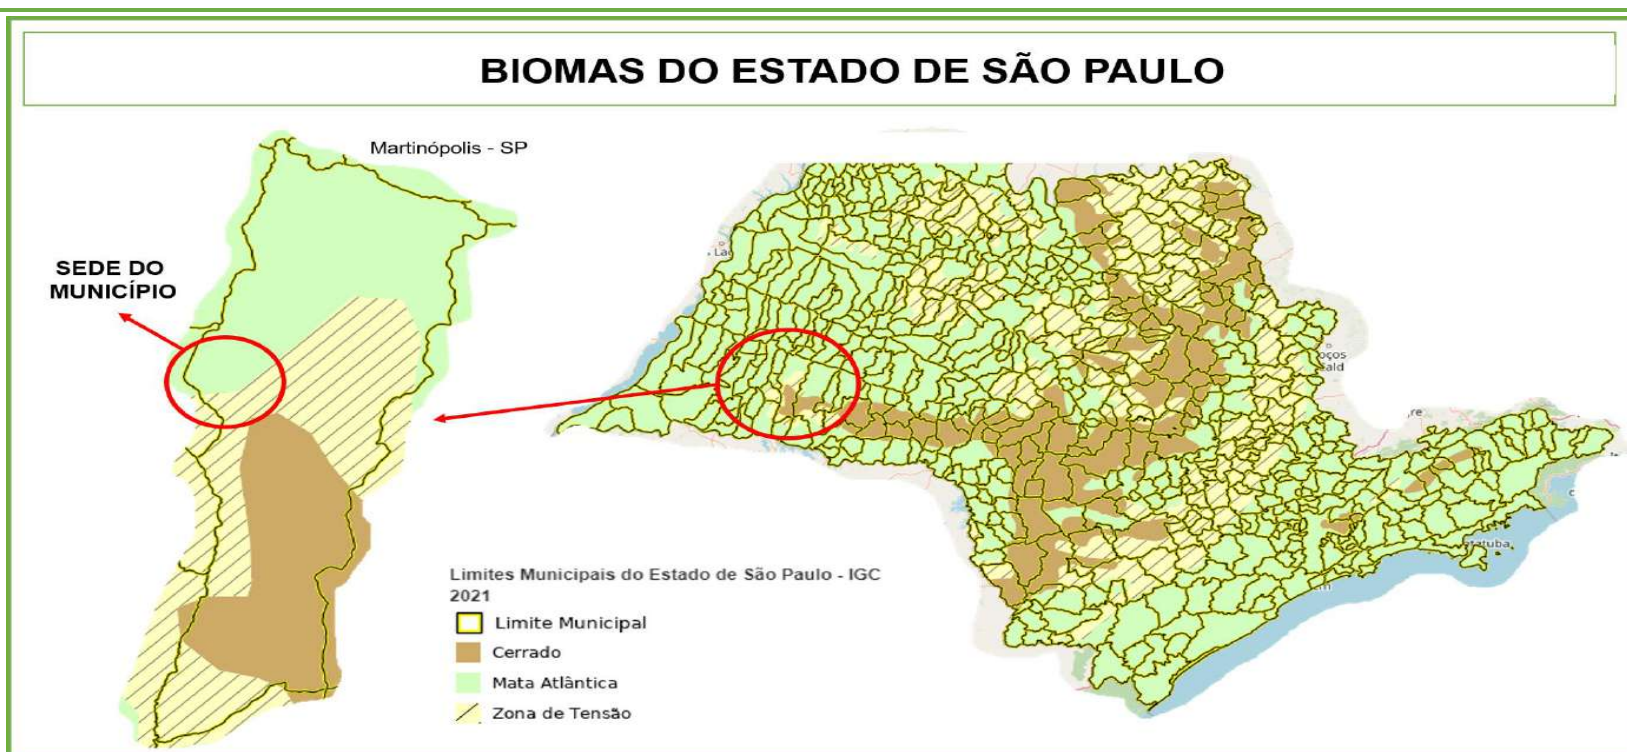 BIOMAS DO ESTADO DE SÃO PAULO
Martinópolis - SP
SEDE DO
MUNICÍPIO
Limites Municipais do Estado de São Paulo - IGC
2021
Limite Municipal
Cerrado
Mata Atlântica
Zona de Tensão